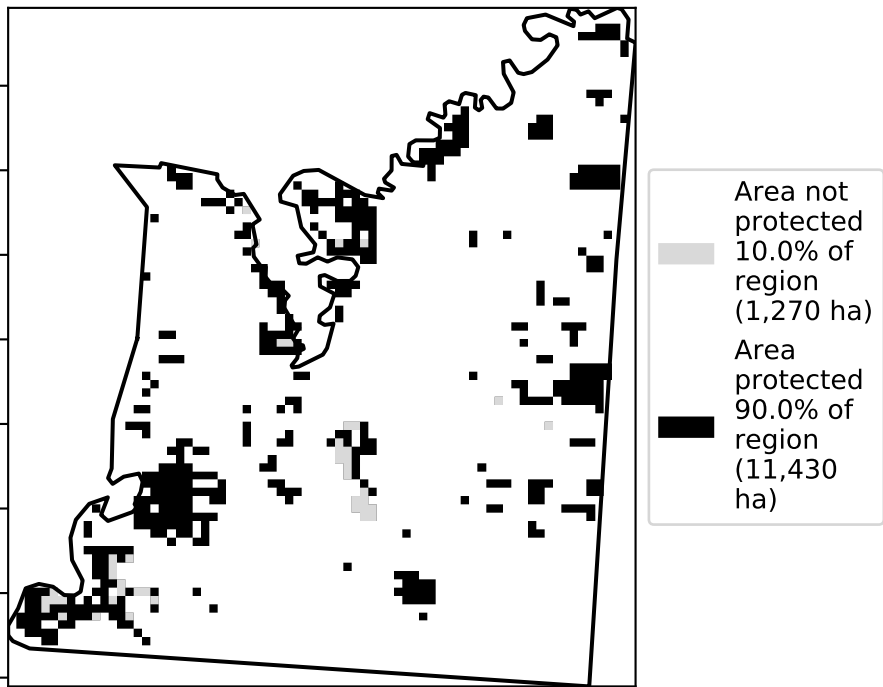 Area not
protected
10.0% of
region
(1,270 ha)
Area
protected
90.0% of
region
(11,430
ha)